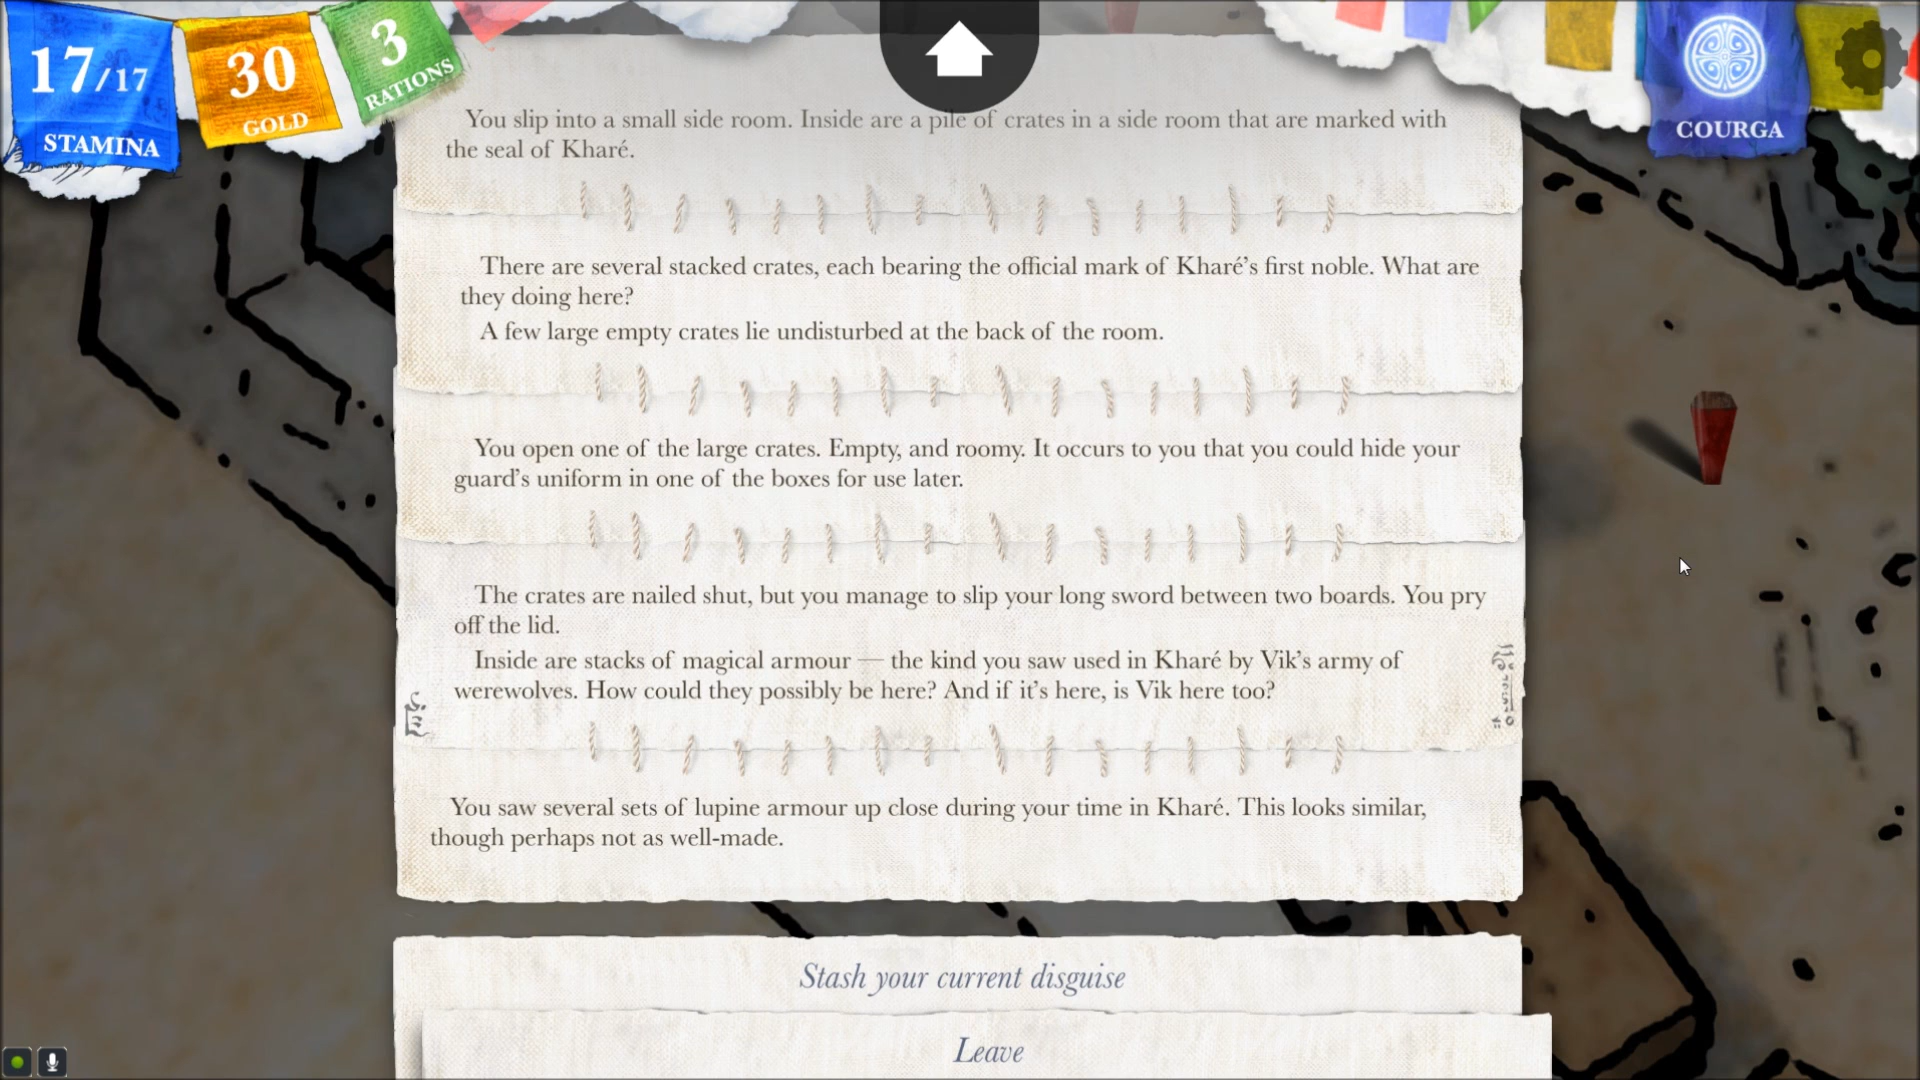 17/17
STAMINA
30
GOLD
3
RATIONS
COURGA
You slip into a small side room. Inside are a pile of crates in a side room that are marked with
the seal of Kharé.
There are several stacked crates, each bearing the official mark of Kharé’s first noble. What are
they doing here?
A few large empty crates lie undisturbed at the back of the room.
You open one of the large crates. Empty, and roomy. It occurs to you that you could hide your
guard’s uniform in one of the boxes for use later.
The crates are nailed shut, but you manage to slip your long sword between two boards. You pry
off the lid.
Inside are stacks of magical armour — the kind you saw used in Kharé by Vik’s army of
werewolves. How could they possibly be here? And if it’s here, is Vik here too?
You saw several sets of lupine armour up close during your time in Kharé. This looks similar,
though perhaps not as well-made.
Stash your current disguise
Leave